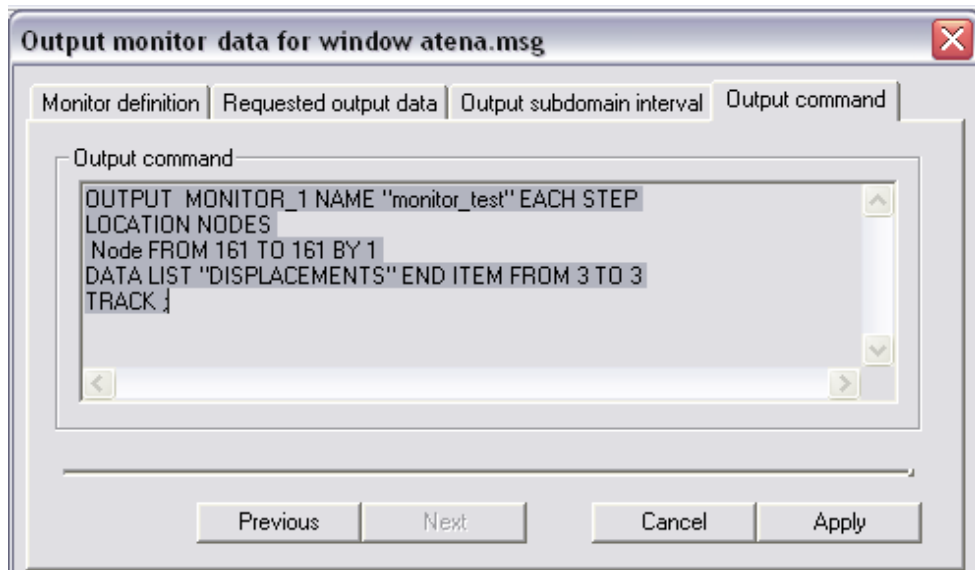 Output monitor data for window atena.msg
Monitor definition Requested output data Output subdomain interval Output command
Output command
OUTPUT  MONITOR_1 NAME "monitor_test" EACH STEP
LOCATION NODES
 Node FROM 161 TO 161 BY 1
DATA LIST "DISPLACEMENTS" END ITEM FROM 3 TO 3
TRACK ;
Previous Next Cancel Apply